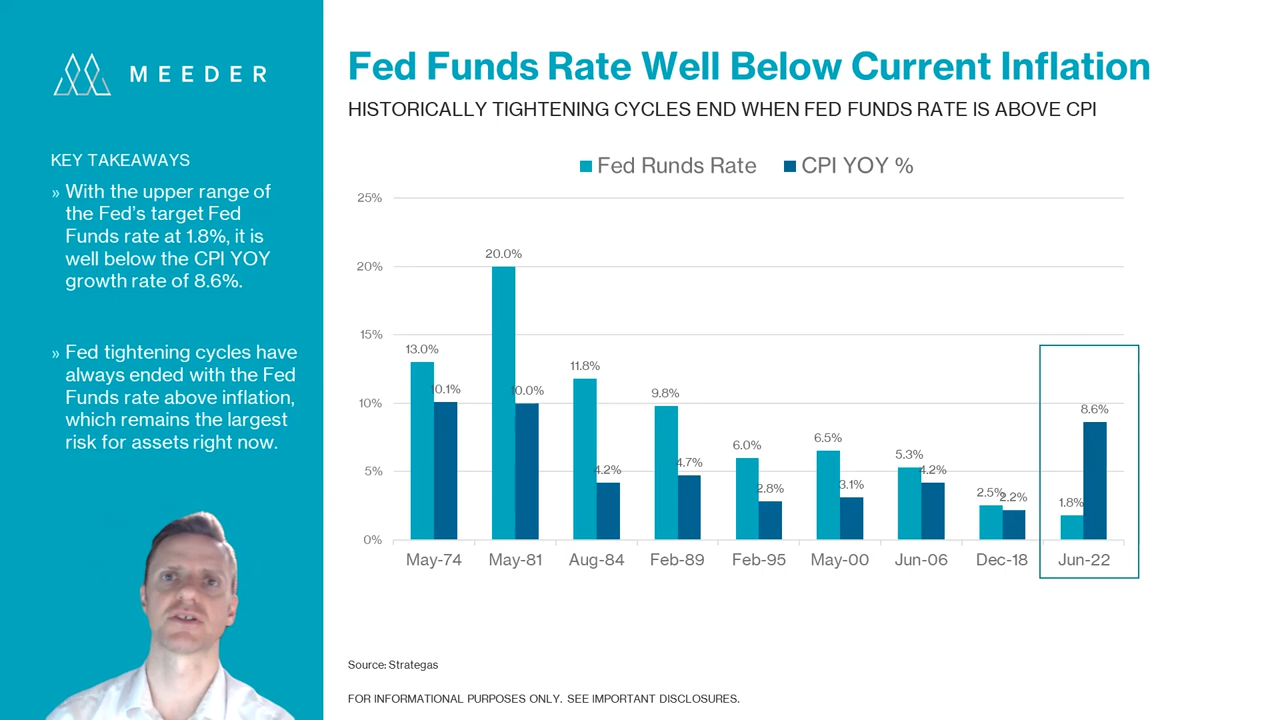 MEEDER
KEY TAKEAWAYS
» With the upper range of
the Fed's target Fed
Funds rate at 1.8%, it is
well below the CPI YOY
growth rate of 8.6%.
» Fed tightening cycles have
always ended with the Fed
Funds rate above inflation,
which remains the largest
risk for assets right now.
Fed Funds Rate Well Below Current Inflation
HISTORICALLY TIGHTENING CYCLES END WHEN FED FUNDS RATE IS ABOVE CPI
Fed Runds Rate CPI YOY %
25%
20%
15%
10%
5%
0%
13.0% 10.1%
20.0% 10.0%
11.8% 4.2%
9.8% 4.7%
6.0% 2.8%
6.5% 3.1%
5.3% 4.2%
2.5% 2.2%
1.8% 8.6%
May-74 May-81 Aug-84 Feb-89 Feb-95 May-00 Jun-06 Dec-18 Jun-22
Source: Strategas
FOR INFORMATIONAL PURPOSES ONLY. SEE IMPORTANT DISCLOSURES.